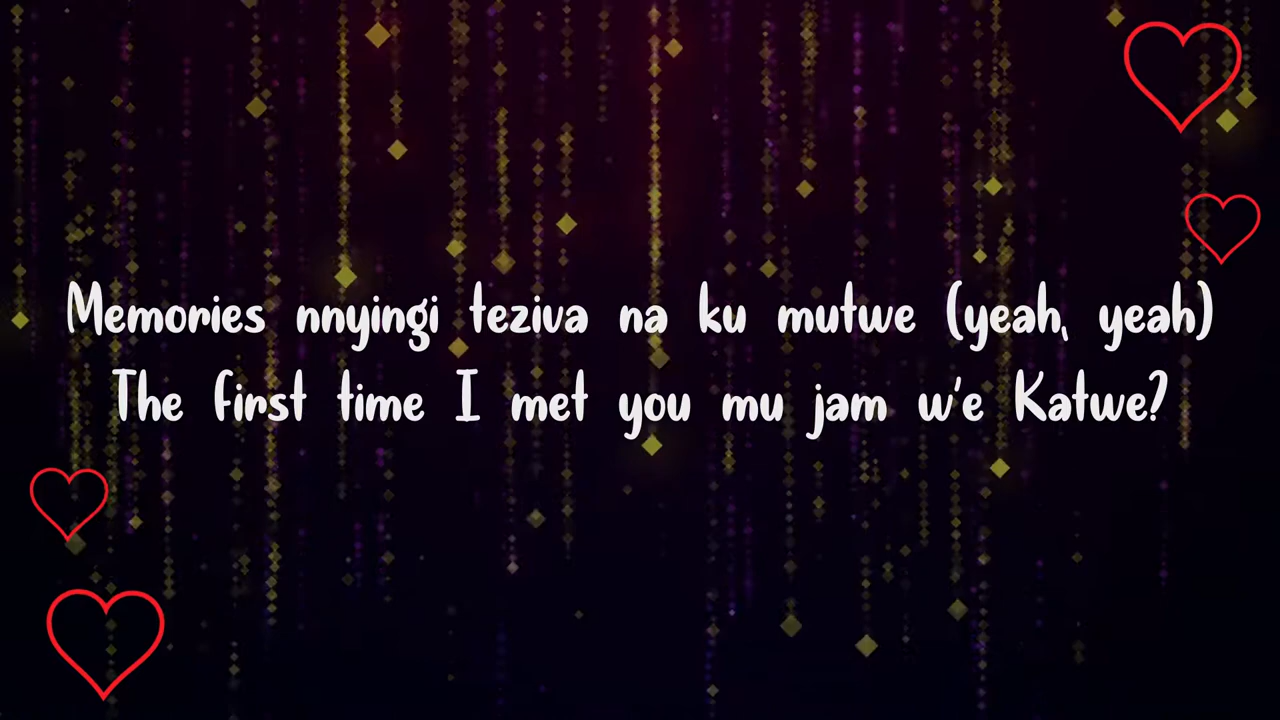 Memories nnyingi teziva na ku mutwe (yeah, yeah)
The first time I met you mu jam w'e Katwe?